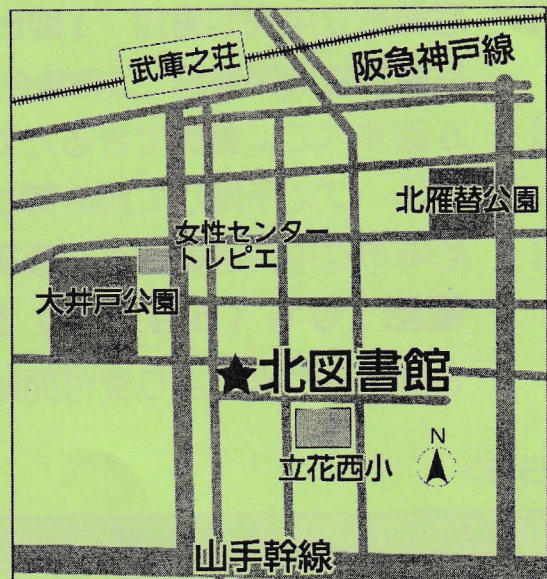 武庫之荘
阪急神戸線
北雁替公園
女性センター
トレピエ
大井戸公園
★北図書館
立花西小
N
山手幹線